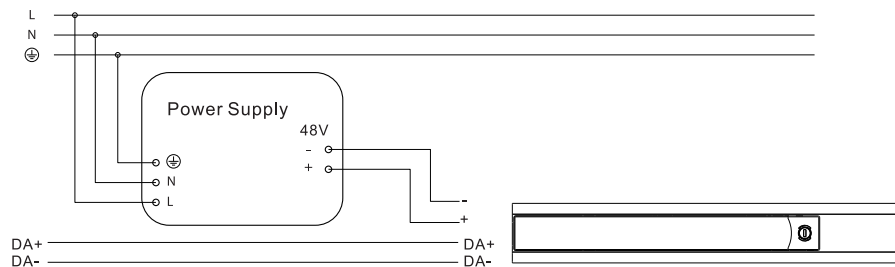 L
N
Power Supply
48V
-
+
N
L
-
+
DA+ DA+
DA- DA-